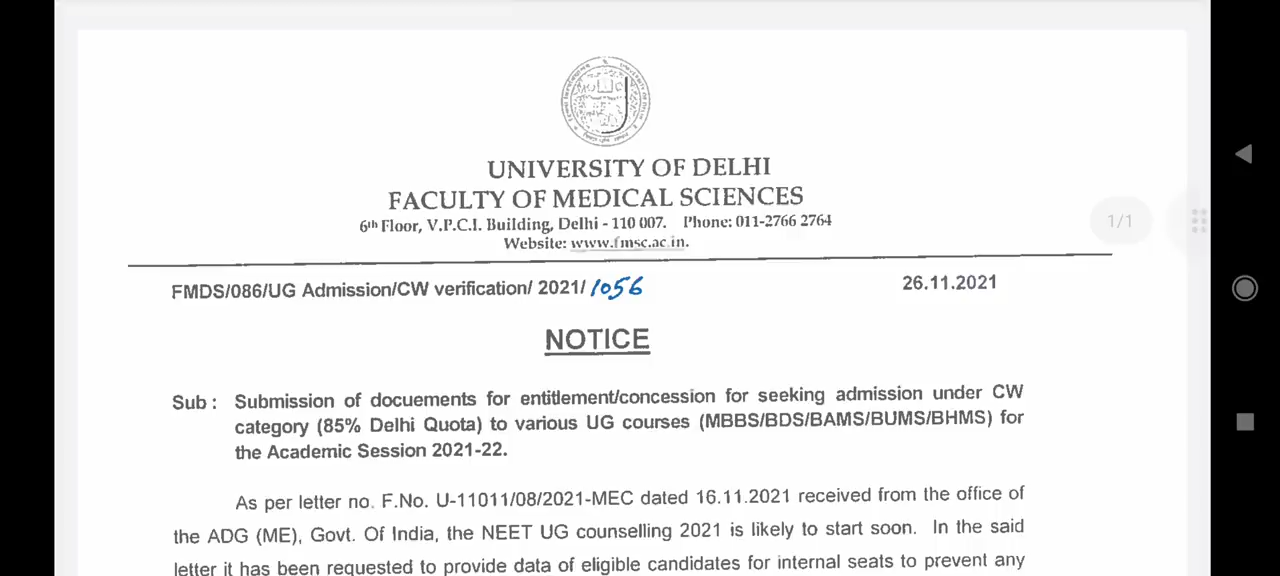 UNIVERSITY OF DELHI
FACULTY OF MEDICAL SCIENCES
6th Floor, V.P.C.I. Building, Delhi - 110 007. Phone: 011-2766 2764
Website: www.fmsc.ac.in.
1/1
FMDS/086/UG Admission/CW verification/ 2021/1056 26.11.2021
NOTICE
Sub : Submission of docuements for entitlement/concession for seeking admission under CW
category (85% Delhi Quota) to various UG courses (MBBS/BDS/BAMS/BUMS/BHMS) for
the Academic Session 2021-22.
As per letter no. F.No. U-11011/08/2021-MEC dated 16.11.2021 received from the office of
the ADG (ME), Govt. Of India, the NEET UG counselling 2021 is likely to start soon. In the said
letter it has been requested to provide data of eligible candidates for internal seats to prevent any